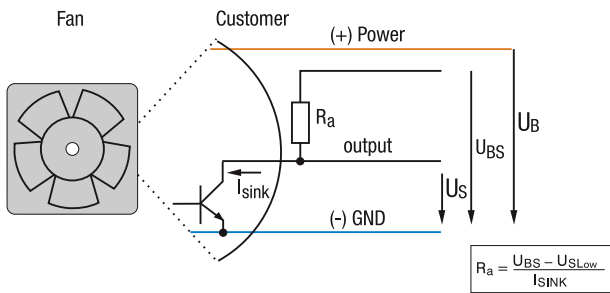 Fan
Customer
(+) Power
Ra
UB
UBS
output
Isink
US
(-) GND
Ra = UBS – USLow
ISINK